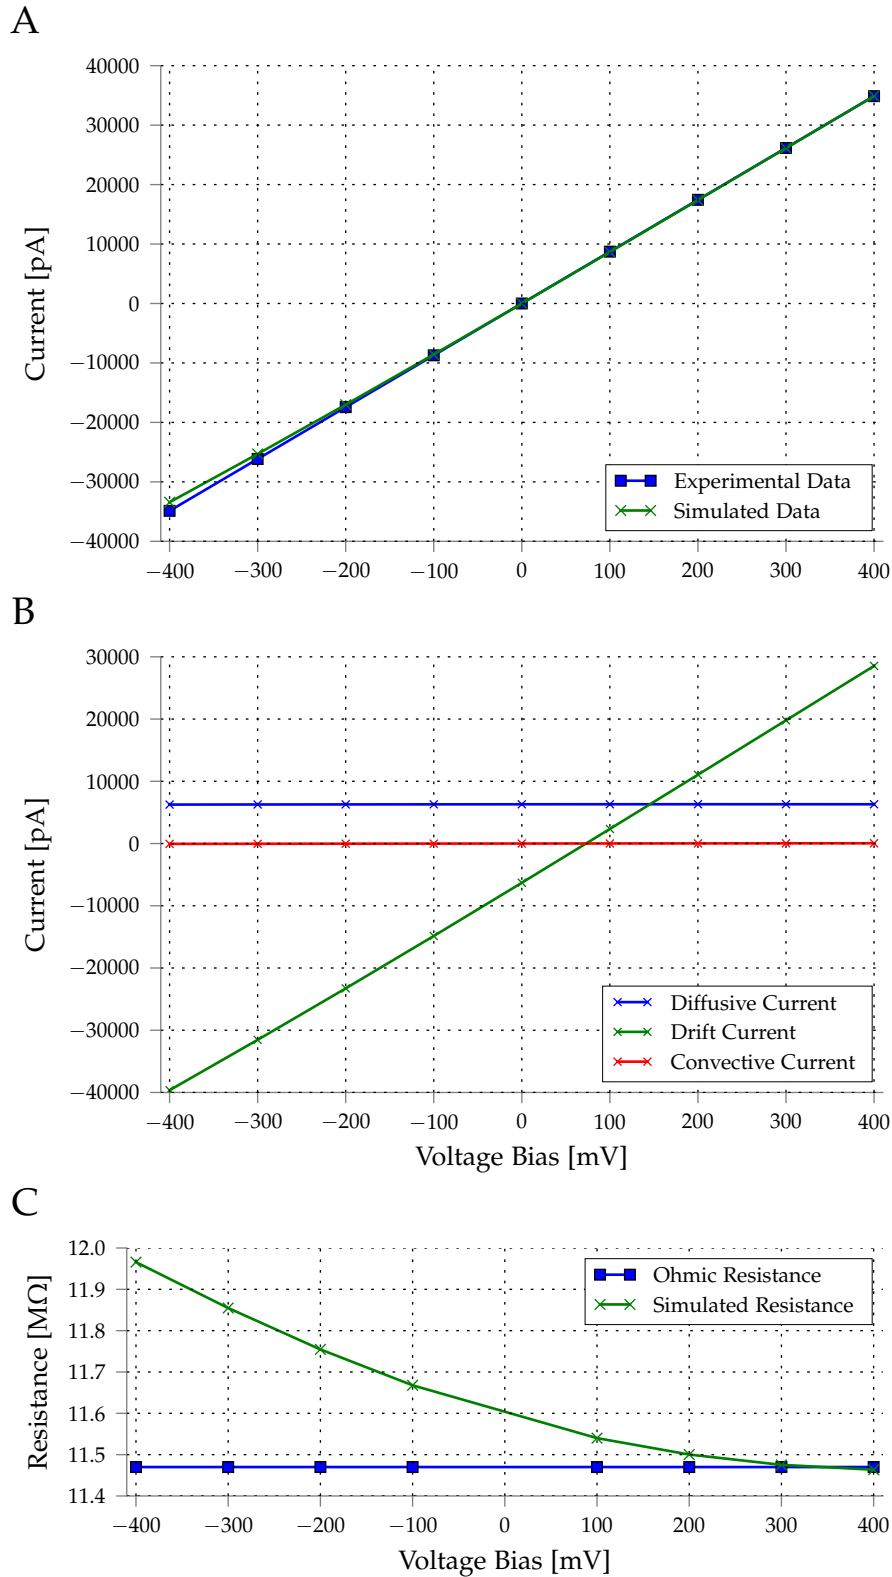 A
40000
30000
20000
10000
0
−10000
−20000
−30000
−40000
Current [pA]
Experimental Data
Simulated Data
−400 −300 −200 −100 0 100 200 300 400
B
30000
20000
10000
0
−10000
−20000
−30000
−40000
Current [pA]
Diffusive Current
Drift Current
Convective Current
−400 −300 −200 −100 0 100 200 300 400
Voltage Bias [mV]
C
12.0
11.9
11.8
11.7
11.6
11.5
11.4
Resistance [MΩ]
Ohmic Resistance
Simulated Resistance
−400 −300 −200 −100 0 100 200 300 400
Voltage Bias [mV]